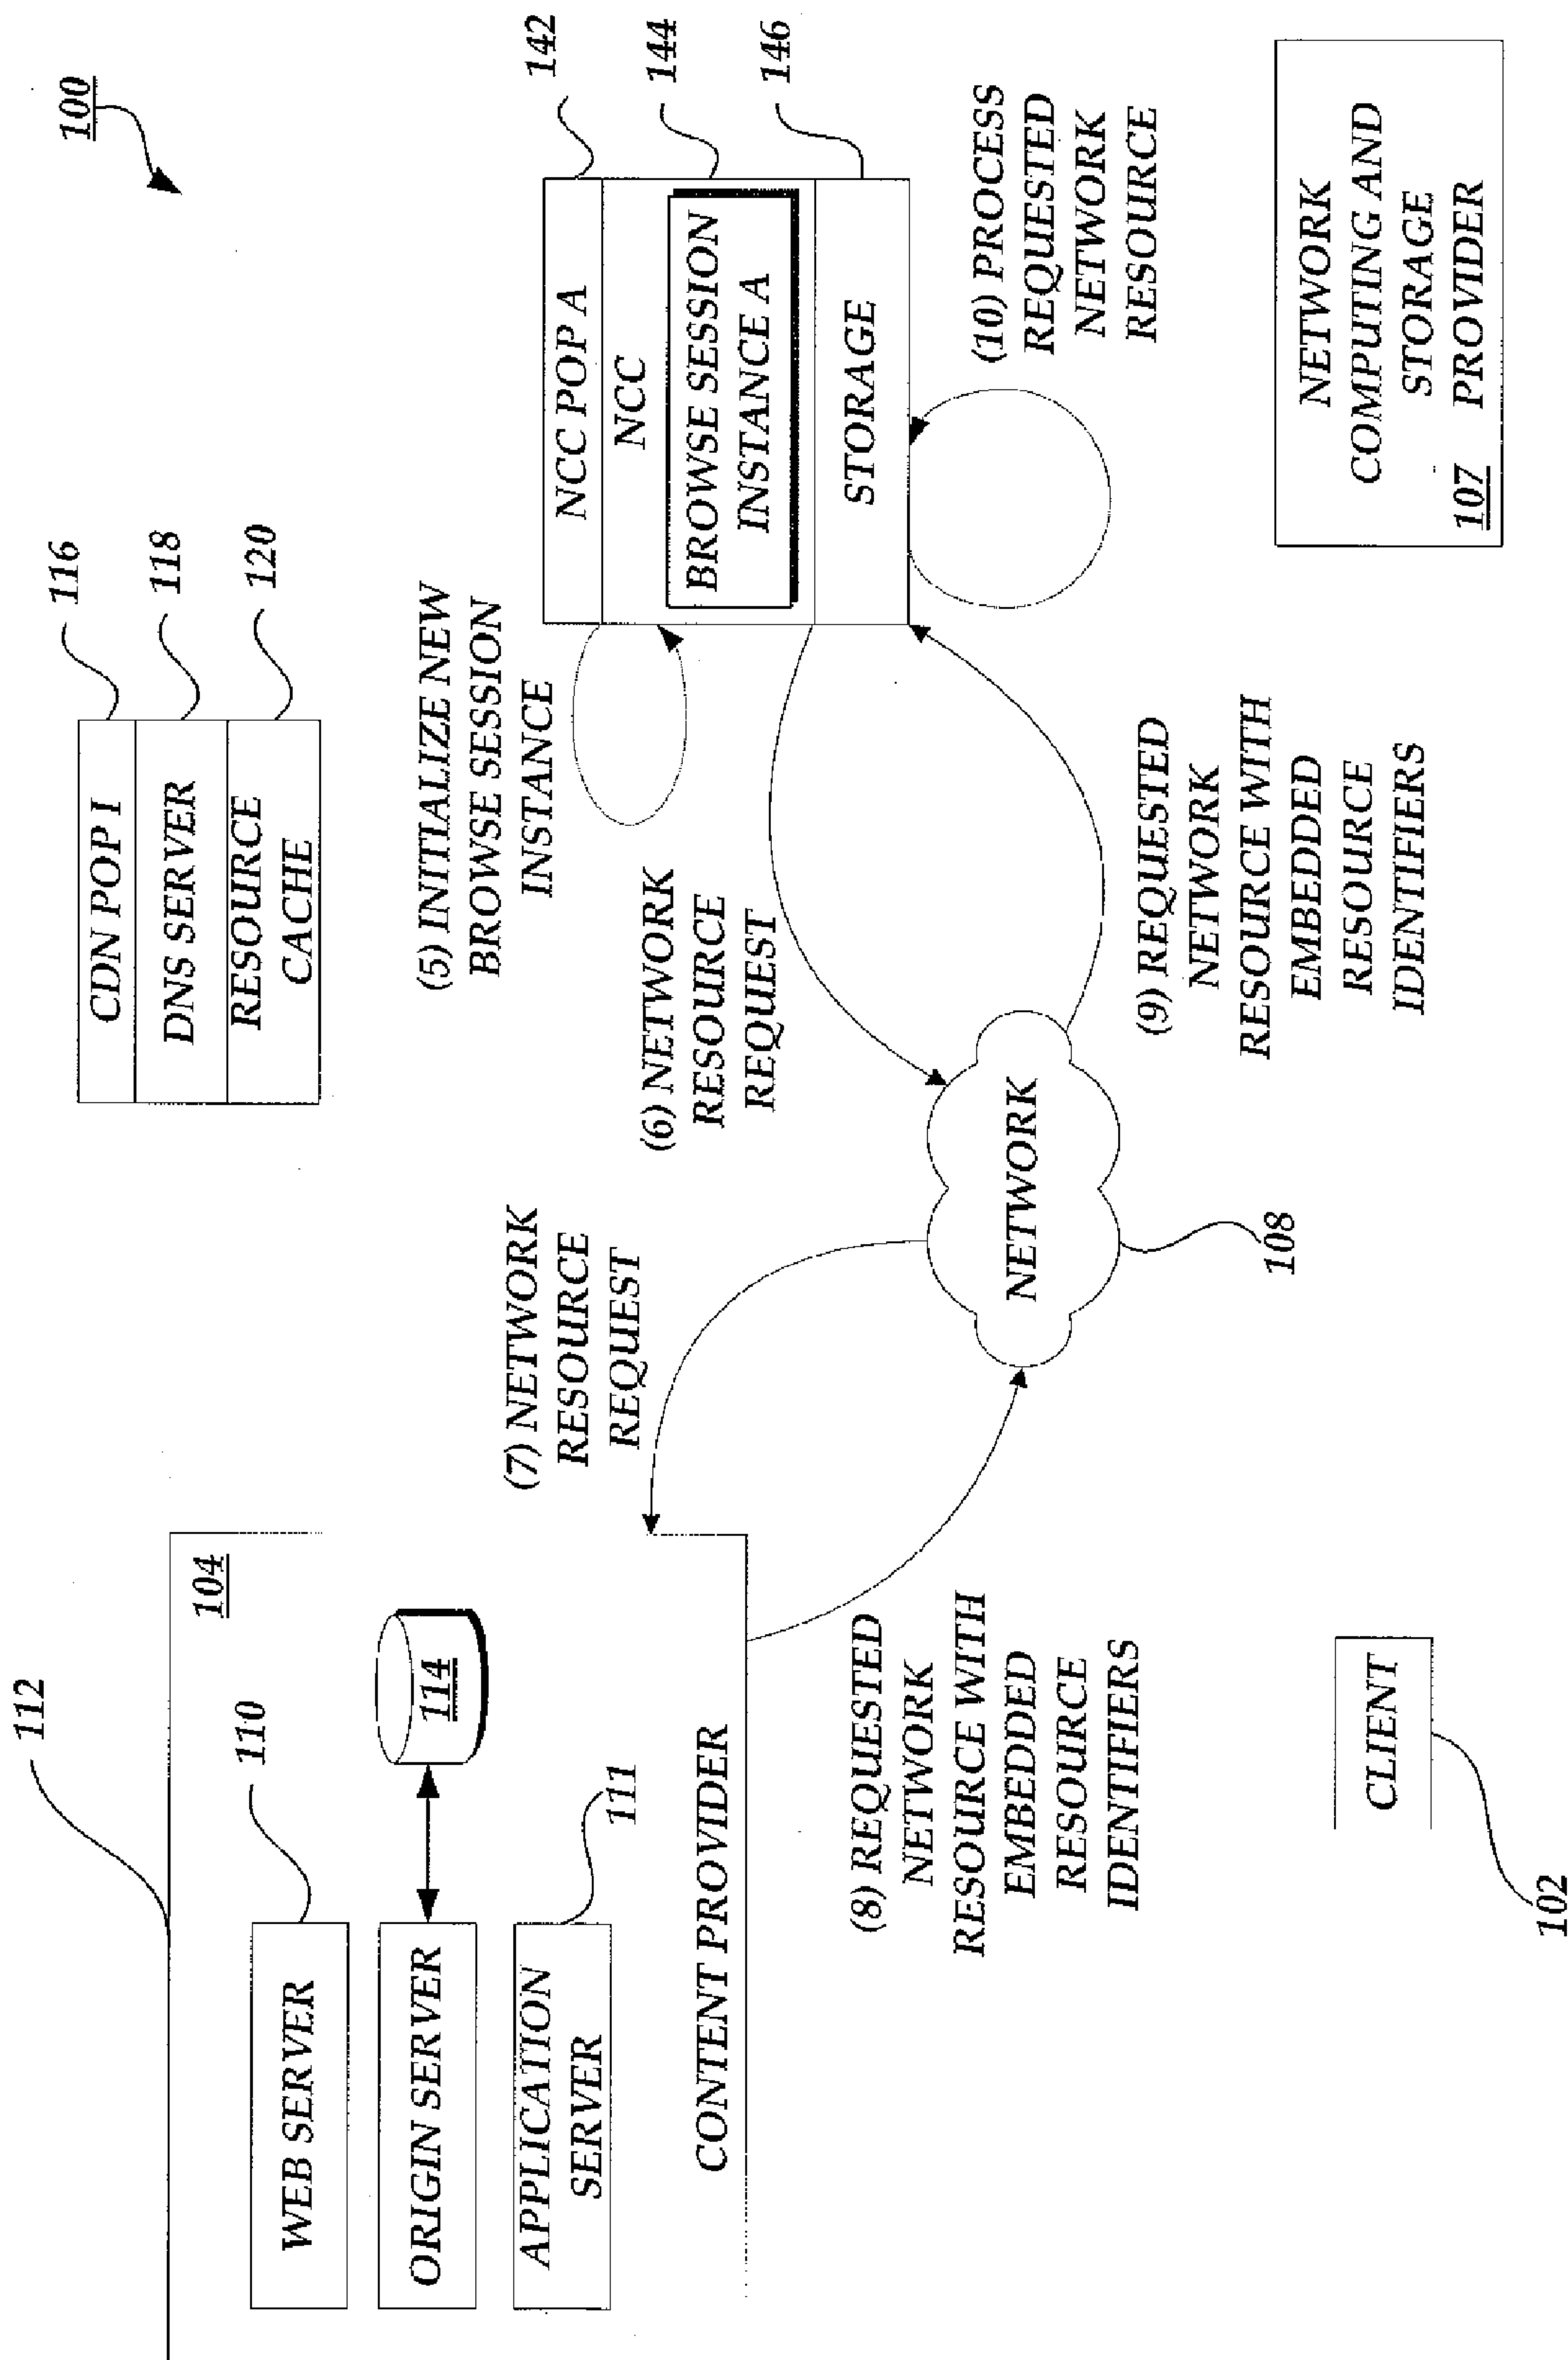 100
112
104
WEB SERVER
110
ORIGIN SERVER
114
APPLICATION
SERVER
111
CONTENT PROVIDER
CDN POP I
DNS SERVER
RESOURCE
CACHE
116
118
120
(5) INITIALIZE NEW
BROWSE SESSION
INSTANCE
NCC POP A
NCC
BROWSE SESSION
INSTANCE A
STORAGE
142
144
146
(6) NETWORK
RESOURCE
REQUEST
(7) NETWORK
RESOURCE
REQUEST
NETWORK
108
(8) REQUESTED
NETWORK
RESOURCE WITH
EMBEDDED
RESOURCE
IDENTIFIERS
(9) REQUESTED
NETWORK
RESOURCE WITH
EMBEDDED
RESOURCE
IDENTIFIERS
(10) PROCESS
REQUESTED
NETWORK
RESOURCE
CLIENT
102
NETWORK
COMPUTING AND
STORAGE
107 PROVIDER